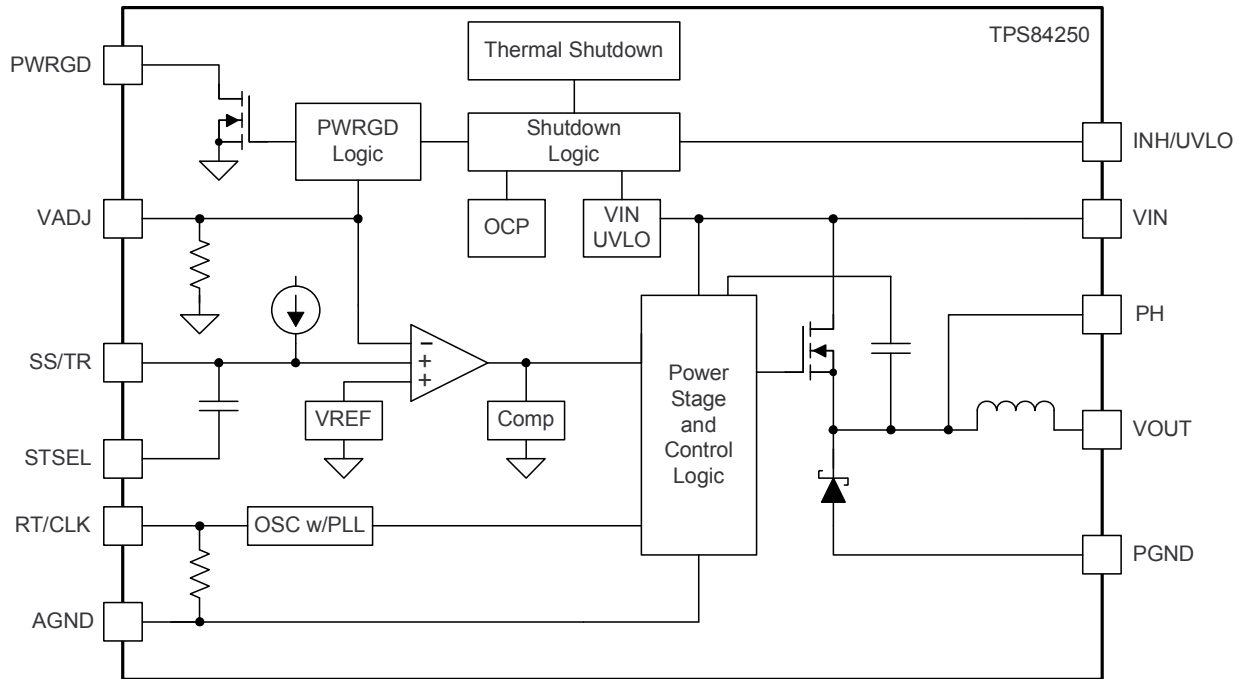 TPS84250
Thermal Shutdown
PWRGD
PWRGD
Logic
Shutdown
Logic
INH/UVLO
VADJ
OCP
VIN
UVLO
VIN
PH
SS/TR
−
+
+
VREF
Comp
Power
Stage
and
Control
Logic
VOUT
STSEL
RT/CLK
OSC w/PLL
PGND
AGND